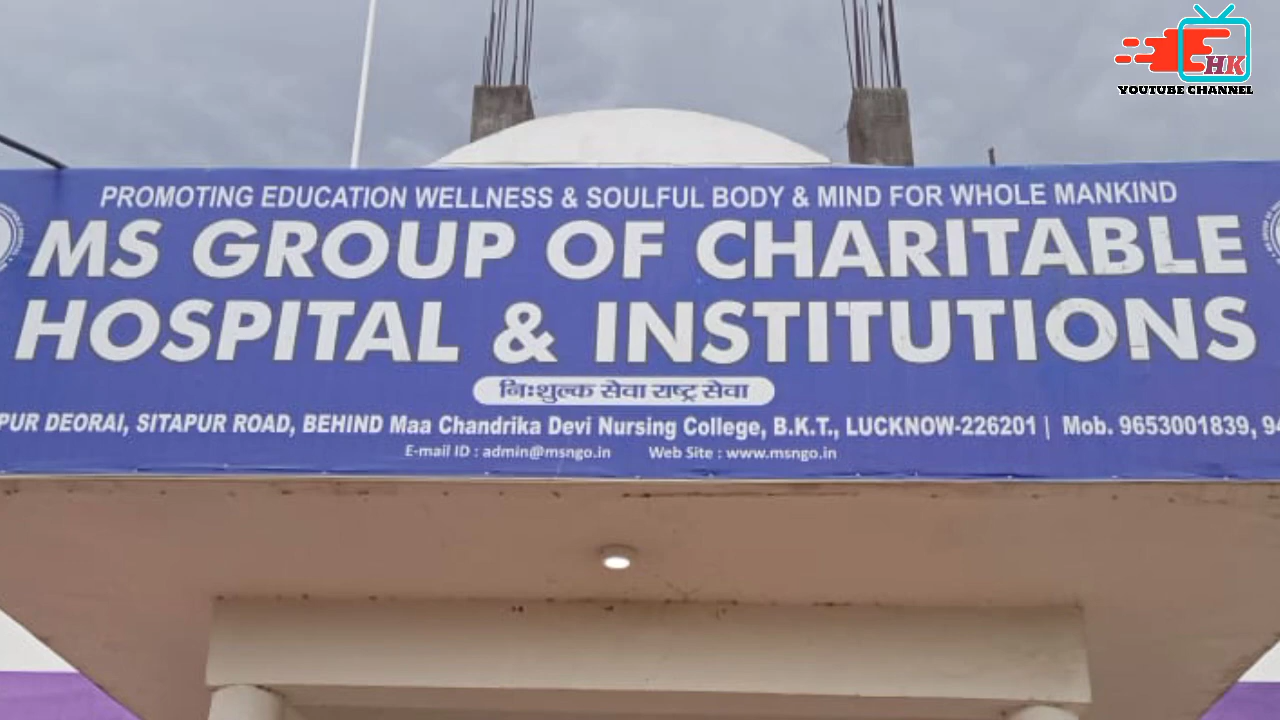 HK
YOUTUBE CHANNEL
PROMOTING EDUCATION WELLNESS & SOULFUL BODY & MIND FOR WHOLE MANKIND
MS GROUP OF CHARITABLE
HOSPITAL & INSTITUTIONS
निःशुल्क सेवा राष्ट्र सेवा
PUR DEORAI, SITAPUR ROAD, BEHIND Maa Chandrika Devi Nursing College, B.K.T., LUCKNOW-226201 | Mob. 9653001839, 94
E-mail ID : admin@msngo.in Web Site : www.msngo.in